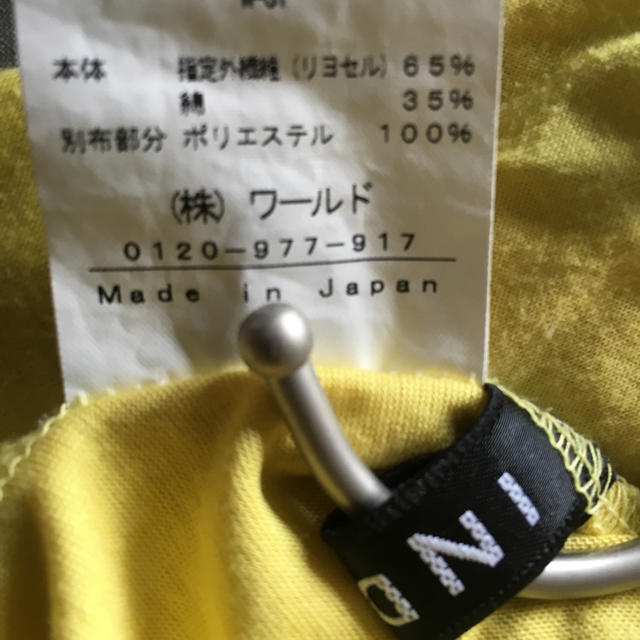 本体 指定外繊維(リヨセル) 65%
綿 35%
別布部分 ポリエステル 100%
(株) ワールド
0120-977-917
Made in Japan